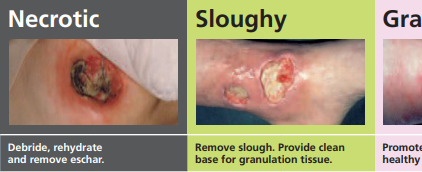 Necrotic
Debride, rehydrate
and remove eschar.
Sloughy
Remove slough. Provide clean
base for granulation tissue.
Gra
Promote
healthy